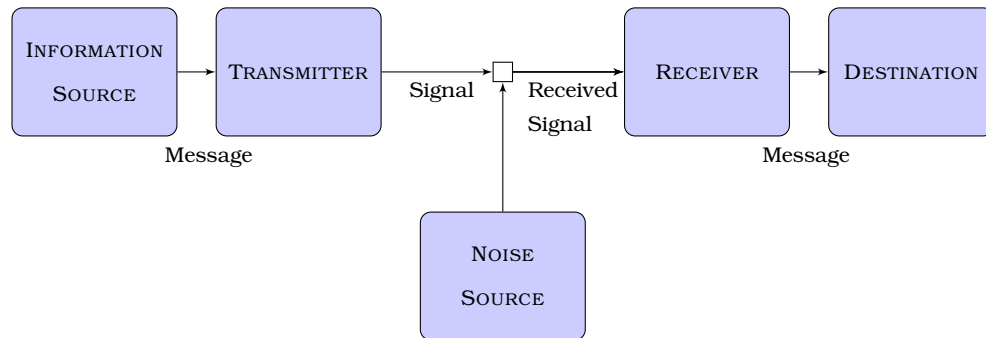 INFORMATION
SOURCE
TRANSMITTER
RECEIVER
DESTINATION
Signal
Received
Signal
Message
Message
NOISE
SOURCE